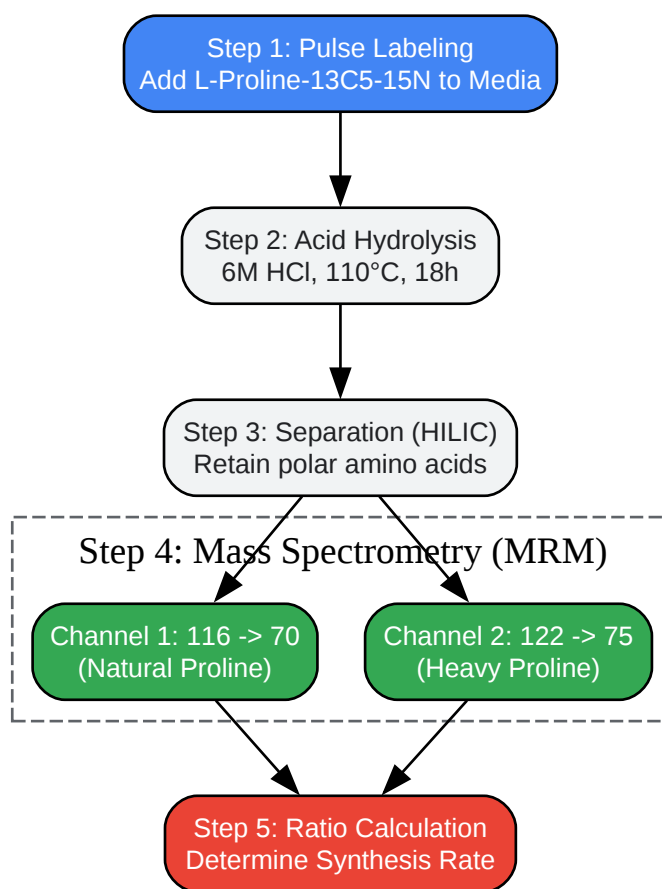 Step 1: Pulse Labeling
Add L-Proline-13C5-15N to Media
Step 2: Acid Hydrolysis
6M HCl, 110°C, 18h
Step 3: Separation (HILIC)
Retain polar amino acids
Step 4: Mass Spectrometry (MRM)
Channel 1: 116 -> 70
(Natural Proline)
Channel 2: 122 -> 75
(Heavy Proline)
Step 5: Ratio Calculation
Determine Synthesis Rate